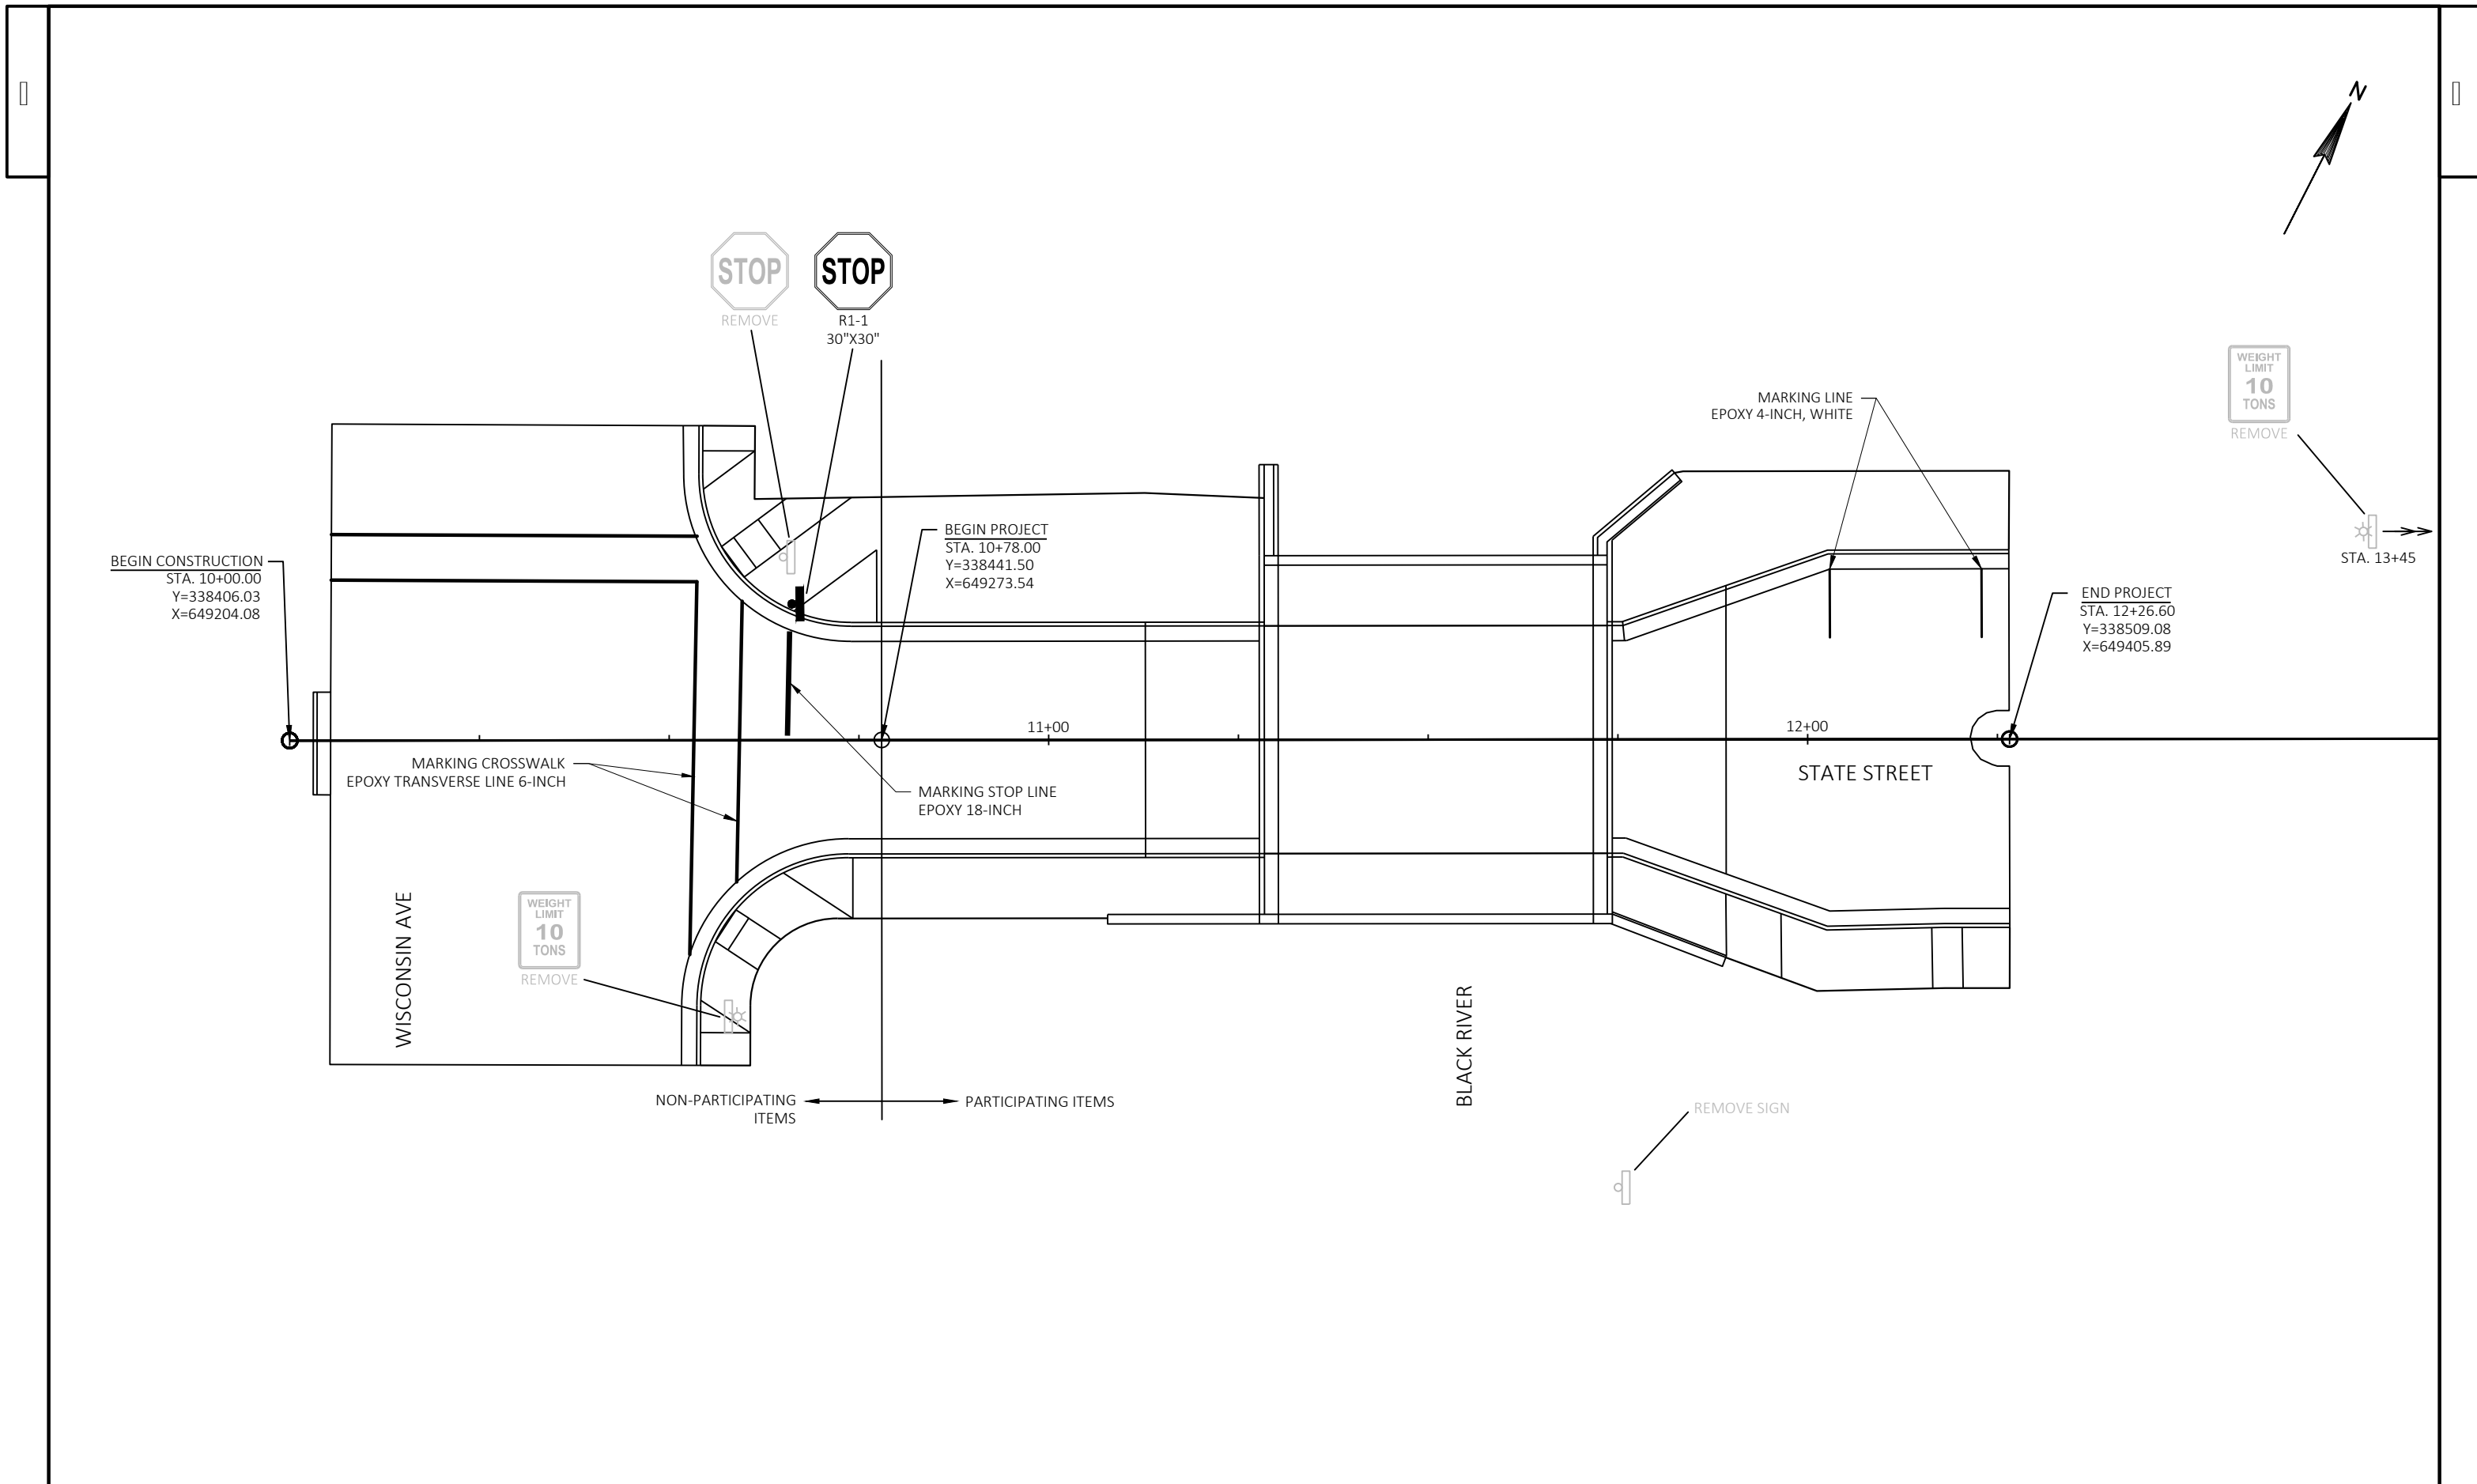 N
STOP
REMOVE
STOP
R1-1
30"X30"
WEIGHT
LIMIT
10
TONS
REMOVE
STA. 13+45
MARKING LINE
EPOXY 4-INCH, WHITE
BEGIN CONSTRUCTION
STA. 10+00.00
Y=338406.03
X=649204.08
BEGIN PROJECT
STA. 10+78.00
Y=338441.50
X=649273.54
END PROJECT
STA. 12+26.60
Y=338509.08
X=649405.89
11+00
12+00
STATE STREET
MARKING CROSSWALK
EPOXY TRANSVERSE LINE 6-INCH
MARKING STOP LINE
EPOXY 18-INCH
WISCONSIN AVE
WEIGHT
LIMIT
10
TONS
REMOVE
BLACK RIVER
NON-PARTICIPATING
ITEMS
PARTICIPATING ITEMS
REMOVE SIGN